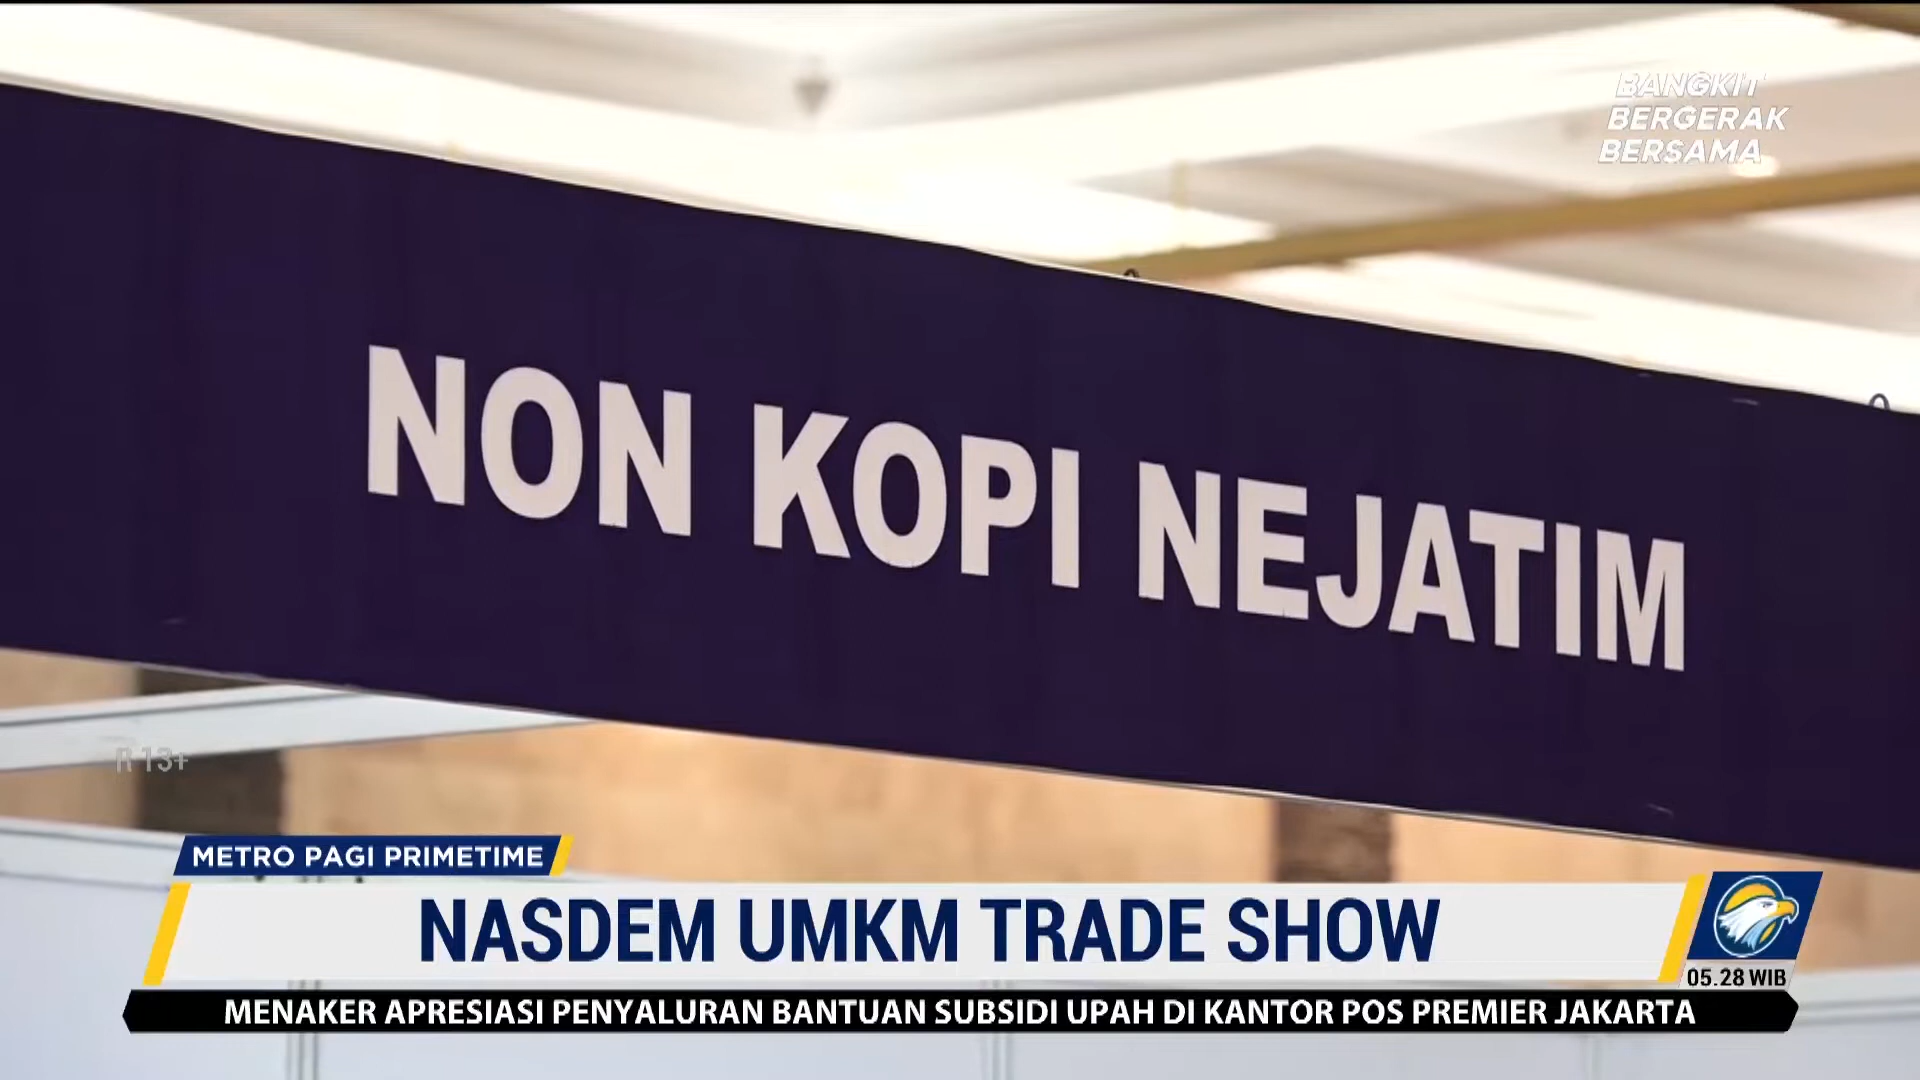 BANGKIT
BERGERAK
BERSAMA
NON KOPI NEJATIM
R 13+
METRO PAGI PRIMETIME
NASDEM UMKM TRADE SHOW
05.28 WIB
MENAKER APRESIASI PENYALURAN BANTUAN SUBSIDI UPAH DI KANTOR POS PREMIER JAKARTA